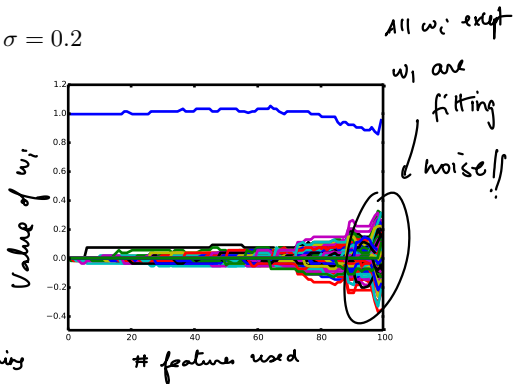 σ = 0.2
All wi except
w1 are
fitting
noise!!
Value of wi
1.2
1.0
0.8
0.6
0.4
0.2
0.0
−0.2
−0.4
0 20 40 60 80 100
# features used